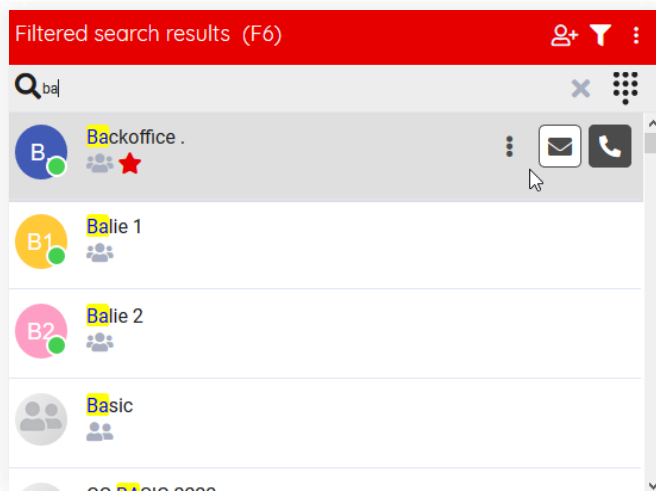 Filtered search results (F6)
ba
B.
Backoffice .
B1
Balie 1
B2
Balie 2
Basic